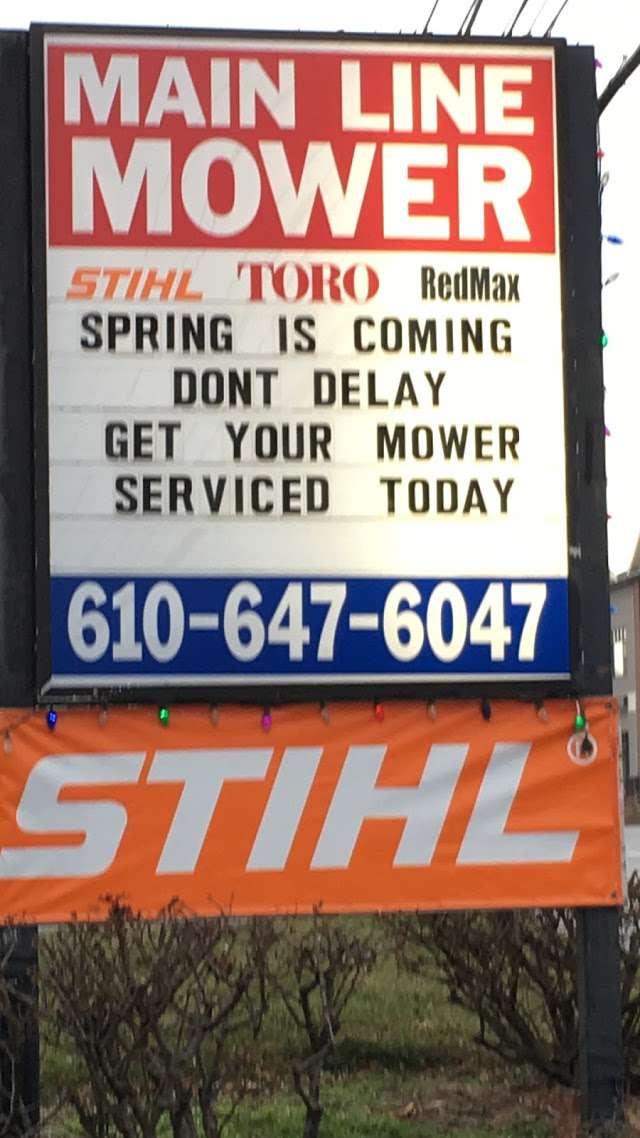 MAIN LINE
MOWER
STIHL TORO RedMax
SPRING IS COMING
DONT DELAY
GET YOUR MOWER
SERVICED TODAY
610-647-6047
STIHL